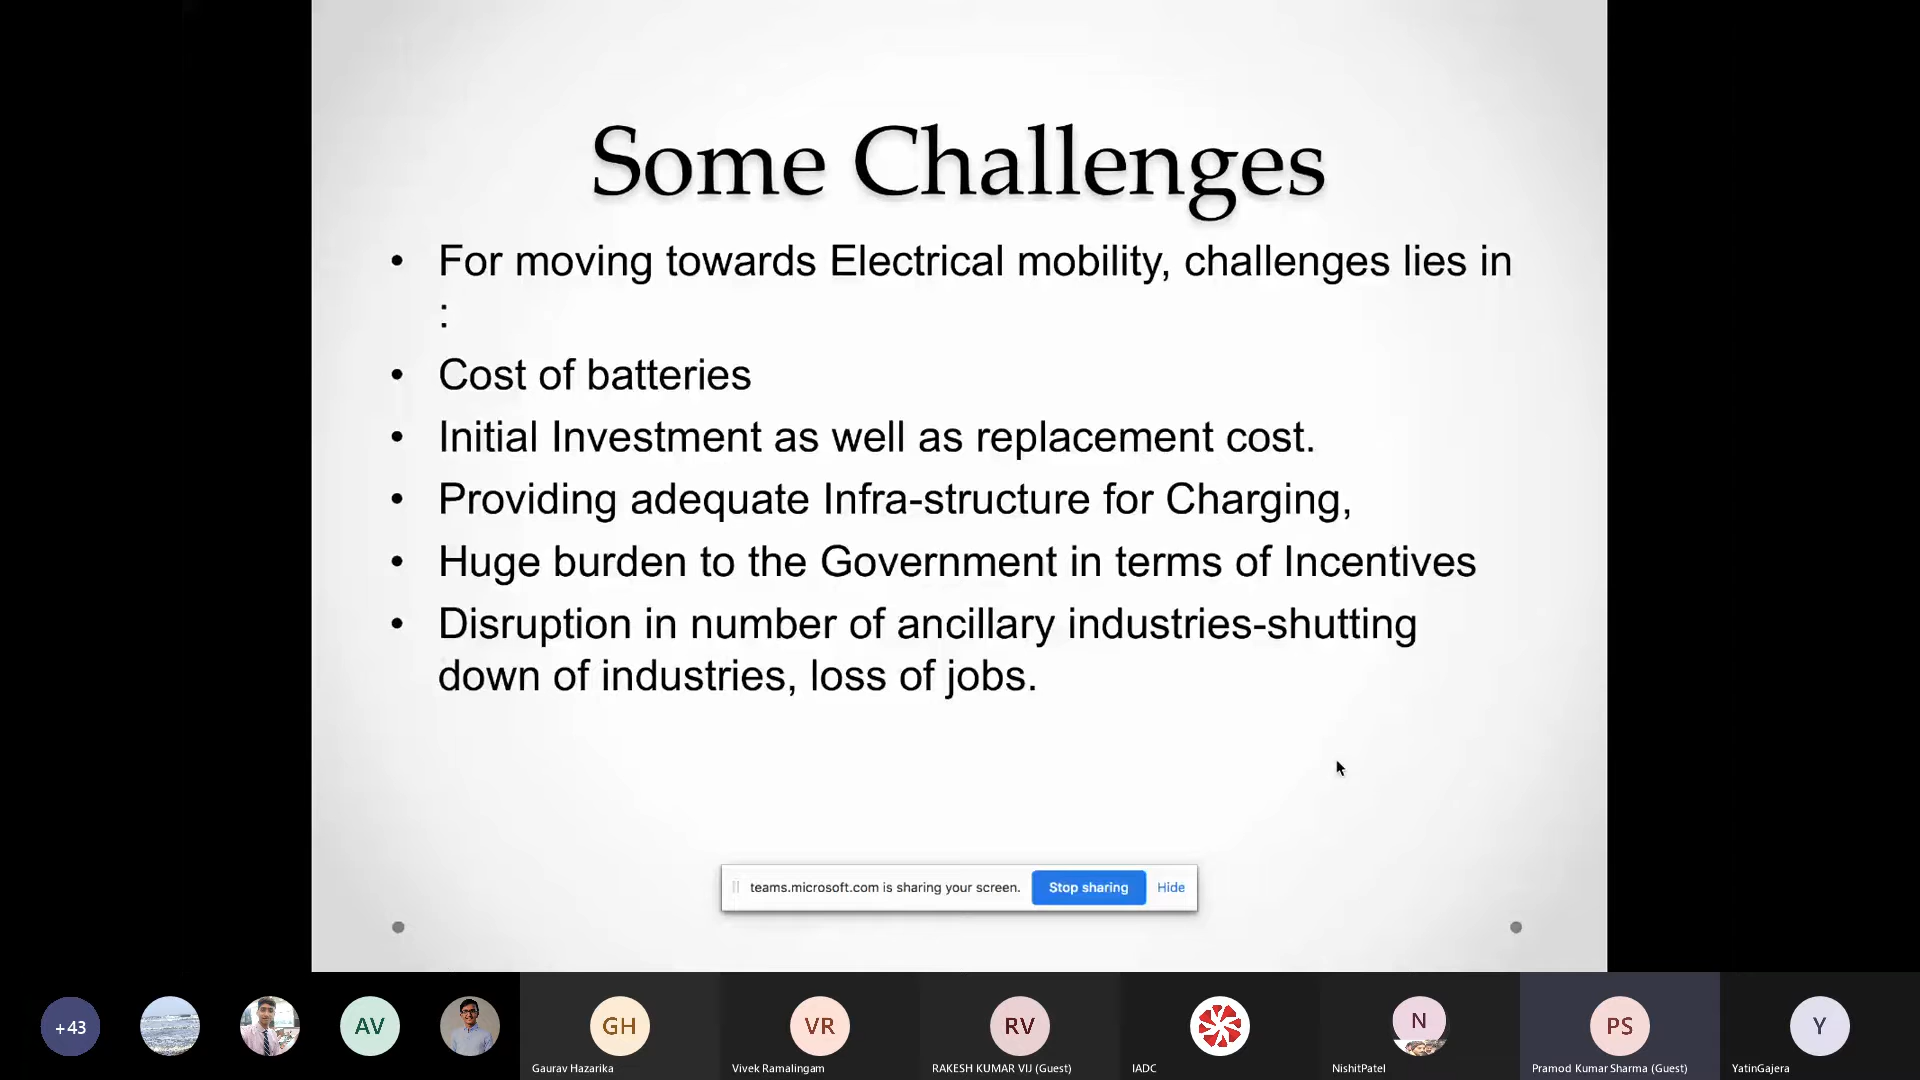 Some Challenges
• For moving towards Electrical mobility, challenges lies in
:
• Cost of batteries
• Initial Investment as well as replacement cost.
• Providing adequate Infra-structure for Charging,
• Huge burden to the Government in terms of Incentives
• Disruption in number of ancillary industries-shutting
down of industries, loss of jobs.
teams.microsoft.com is sharing your screen. Stop sharing Hide
+43 AV GH VR RV N PS Y
Gaurav Hazarika Vivek Ramalingam RAKESH KUMAR VIJ (Guest) IADC NishitPatel Pramod Kumar Sharma (Guest) YatinGajera